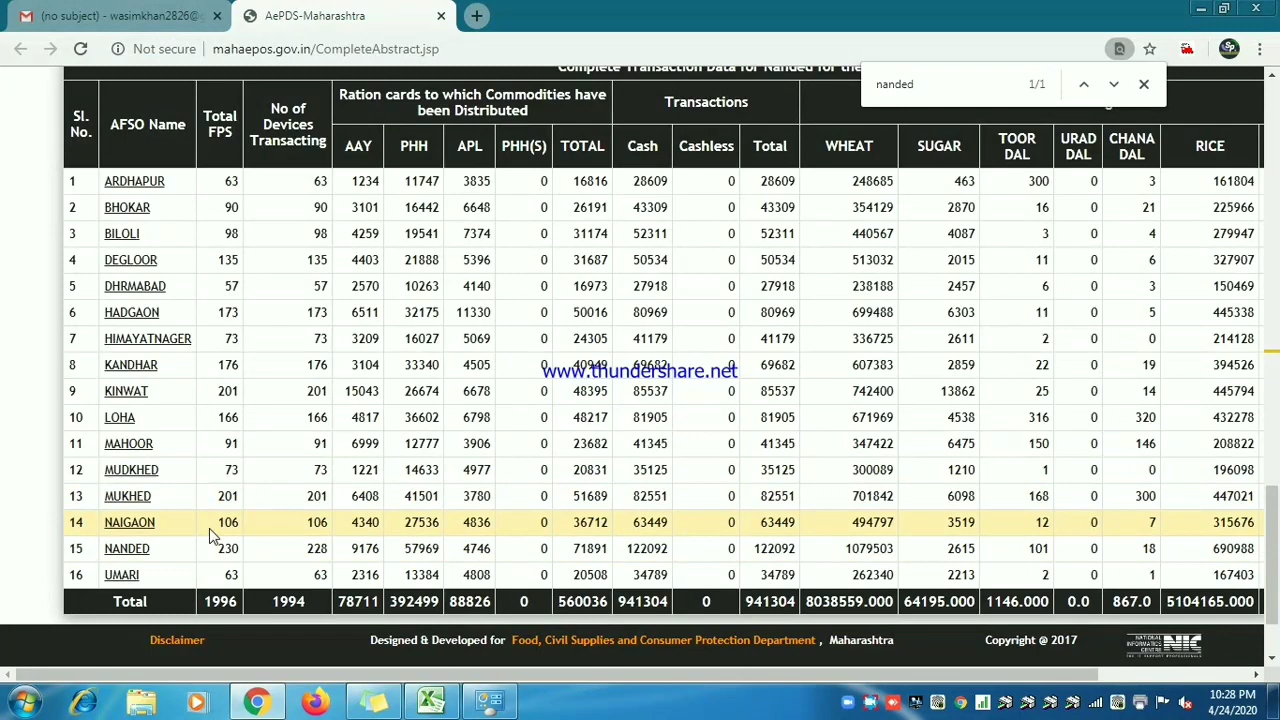 (no subject) - wasimkhan2826@g
AePDS-Maharashtra
Not secure | mahaepos.gov.in/CompleteAbstract.jsp
nanded 1/1
Complete Transaction Data for Nanded for the
Sl. No. AFSO Name Total FPS No of Devices Transacting Ration cards to which Commodities have been Distributed Transactions
AAY PHH APL PHH(S) TOTAL Cash Cashless Total WHEAT SUGAR TOOR DAL URAD DAL CHANA DAL RICE
1 ARDHAPUR 63 63 1234 11747 3835 0 16816 28609 0 28609 248685 463 300 0 3 161804
2 BHOKAR 90 90 3101 16442 6648 0 26191 43309 0 43309 354129 2870 16 0 21 225966
3 BILOLI 98 98 4259 19541 7374 0 31174 52311 0 52311 440567 4087 3 0 4 279947
4 DEGLOOR 135 135 4403 21888 5396 0 31687 50534 0 50534 513032 2015 11 0 6 327907
5 DHRMABAD 57 57 2570 10263 4140 0 16973 27918 0 27918 238188 2457 6 0 3 150469
6 HADGAON 173 173 6511 32175 11330 0 50016 80969 0 80969 699488 6303 11 0 5 445338
7 HIMAYATNAGER 73 73 3209 16027 5069 0 24305 41179 0 41179 336725 2611 2 0 0 214128
8 KANDHAR 176 176 3104 33340 4505 0 40949 69682 0 69682 607383 2859 22 0 19 394526
www.thundershare.net
9 KINWAT 201 201 15043 26674 6678 0 48395 85537 0 85537 742400 13862 25 0 14 445794
10 LOHA 166 166 4817 36602 6798 0 48217 81905 0 81905 671969 4538 316 0 320 432278
11 MAHOOR 91 91 6999 12777 3906 0 23682 41345 0 41345 347422 6475 150 0 146 208822
12 MUDKHED 73 73 1221 14633 4977 0 20831 35125 0 35125 300089 1210 1 0 0 196098
13 MUKHED 201 201 6408 41501 3780 0 51689 82551 0 82551 701842 6098 168 0 300 447021
14 NAIGAON 106 106 4340 27536 4836 0 36712 63449 0 63449 494797 3519 12 0 7 315676
15 NANDED 230 228 9176 57969 4746 0 71891 122092 0 122092 1079503 2615 101 0 18 690988
16 UMARI 63 63 2316 13384 4808 0 20508 34789 0 34789 262340 2213 2 0 1 167403
Total 1996 1994 78711 392499 88826 0 560036 941304 0 941304 8038559.000 64195.000 1146.000 0.0 867.0 5104165.000
Disclaimer Designed & Developed for Food, Civil Supplies and Consumer Protection Department , Maharashtra Copyright @ 2017 NATIONAL INFORMATICS CENTRE NIC
10:28 PM
4/24/2020